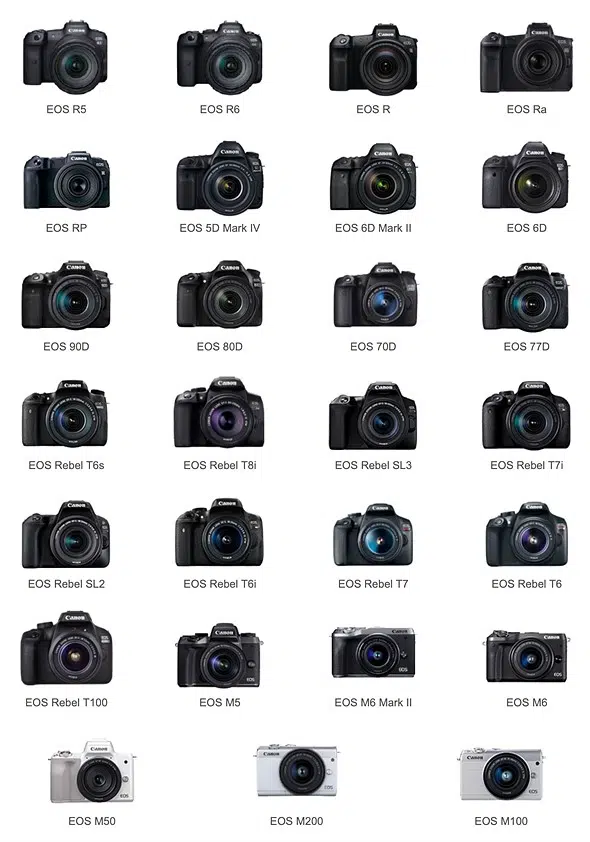 EOS R5 EOS R6 EOS R EOS Ra
EOS RP EOS 5D Mark IV EOS 6D Mark II EOS 6D
EOS 90D EOS 80D EOS 70D EOS 77D
EOS Rebel T6s EOS Rebel T8i EOS Rebel SL3 EOS Rebel T7i
EOS Rebel SL2 EOS Rebel T6i EOS Rebel T7 EOS Rebel T6
EOS Rebel T100 EOS M5 EOS M6 Mark II EOS M6
EOS M50 EOS M200 EOS M100